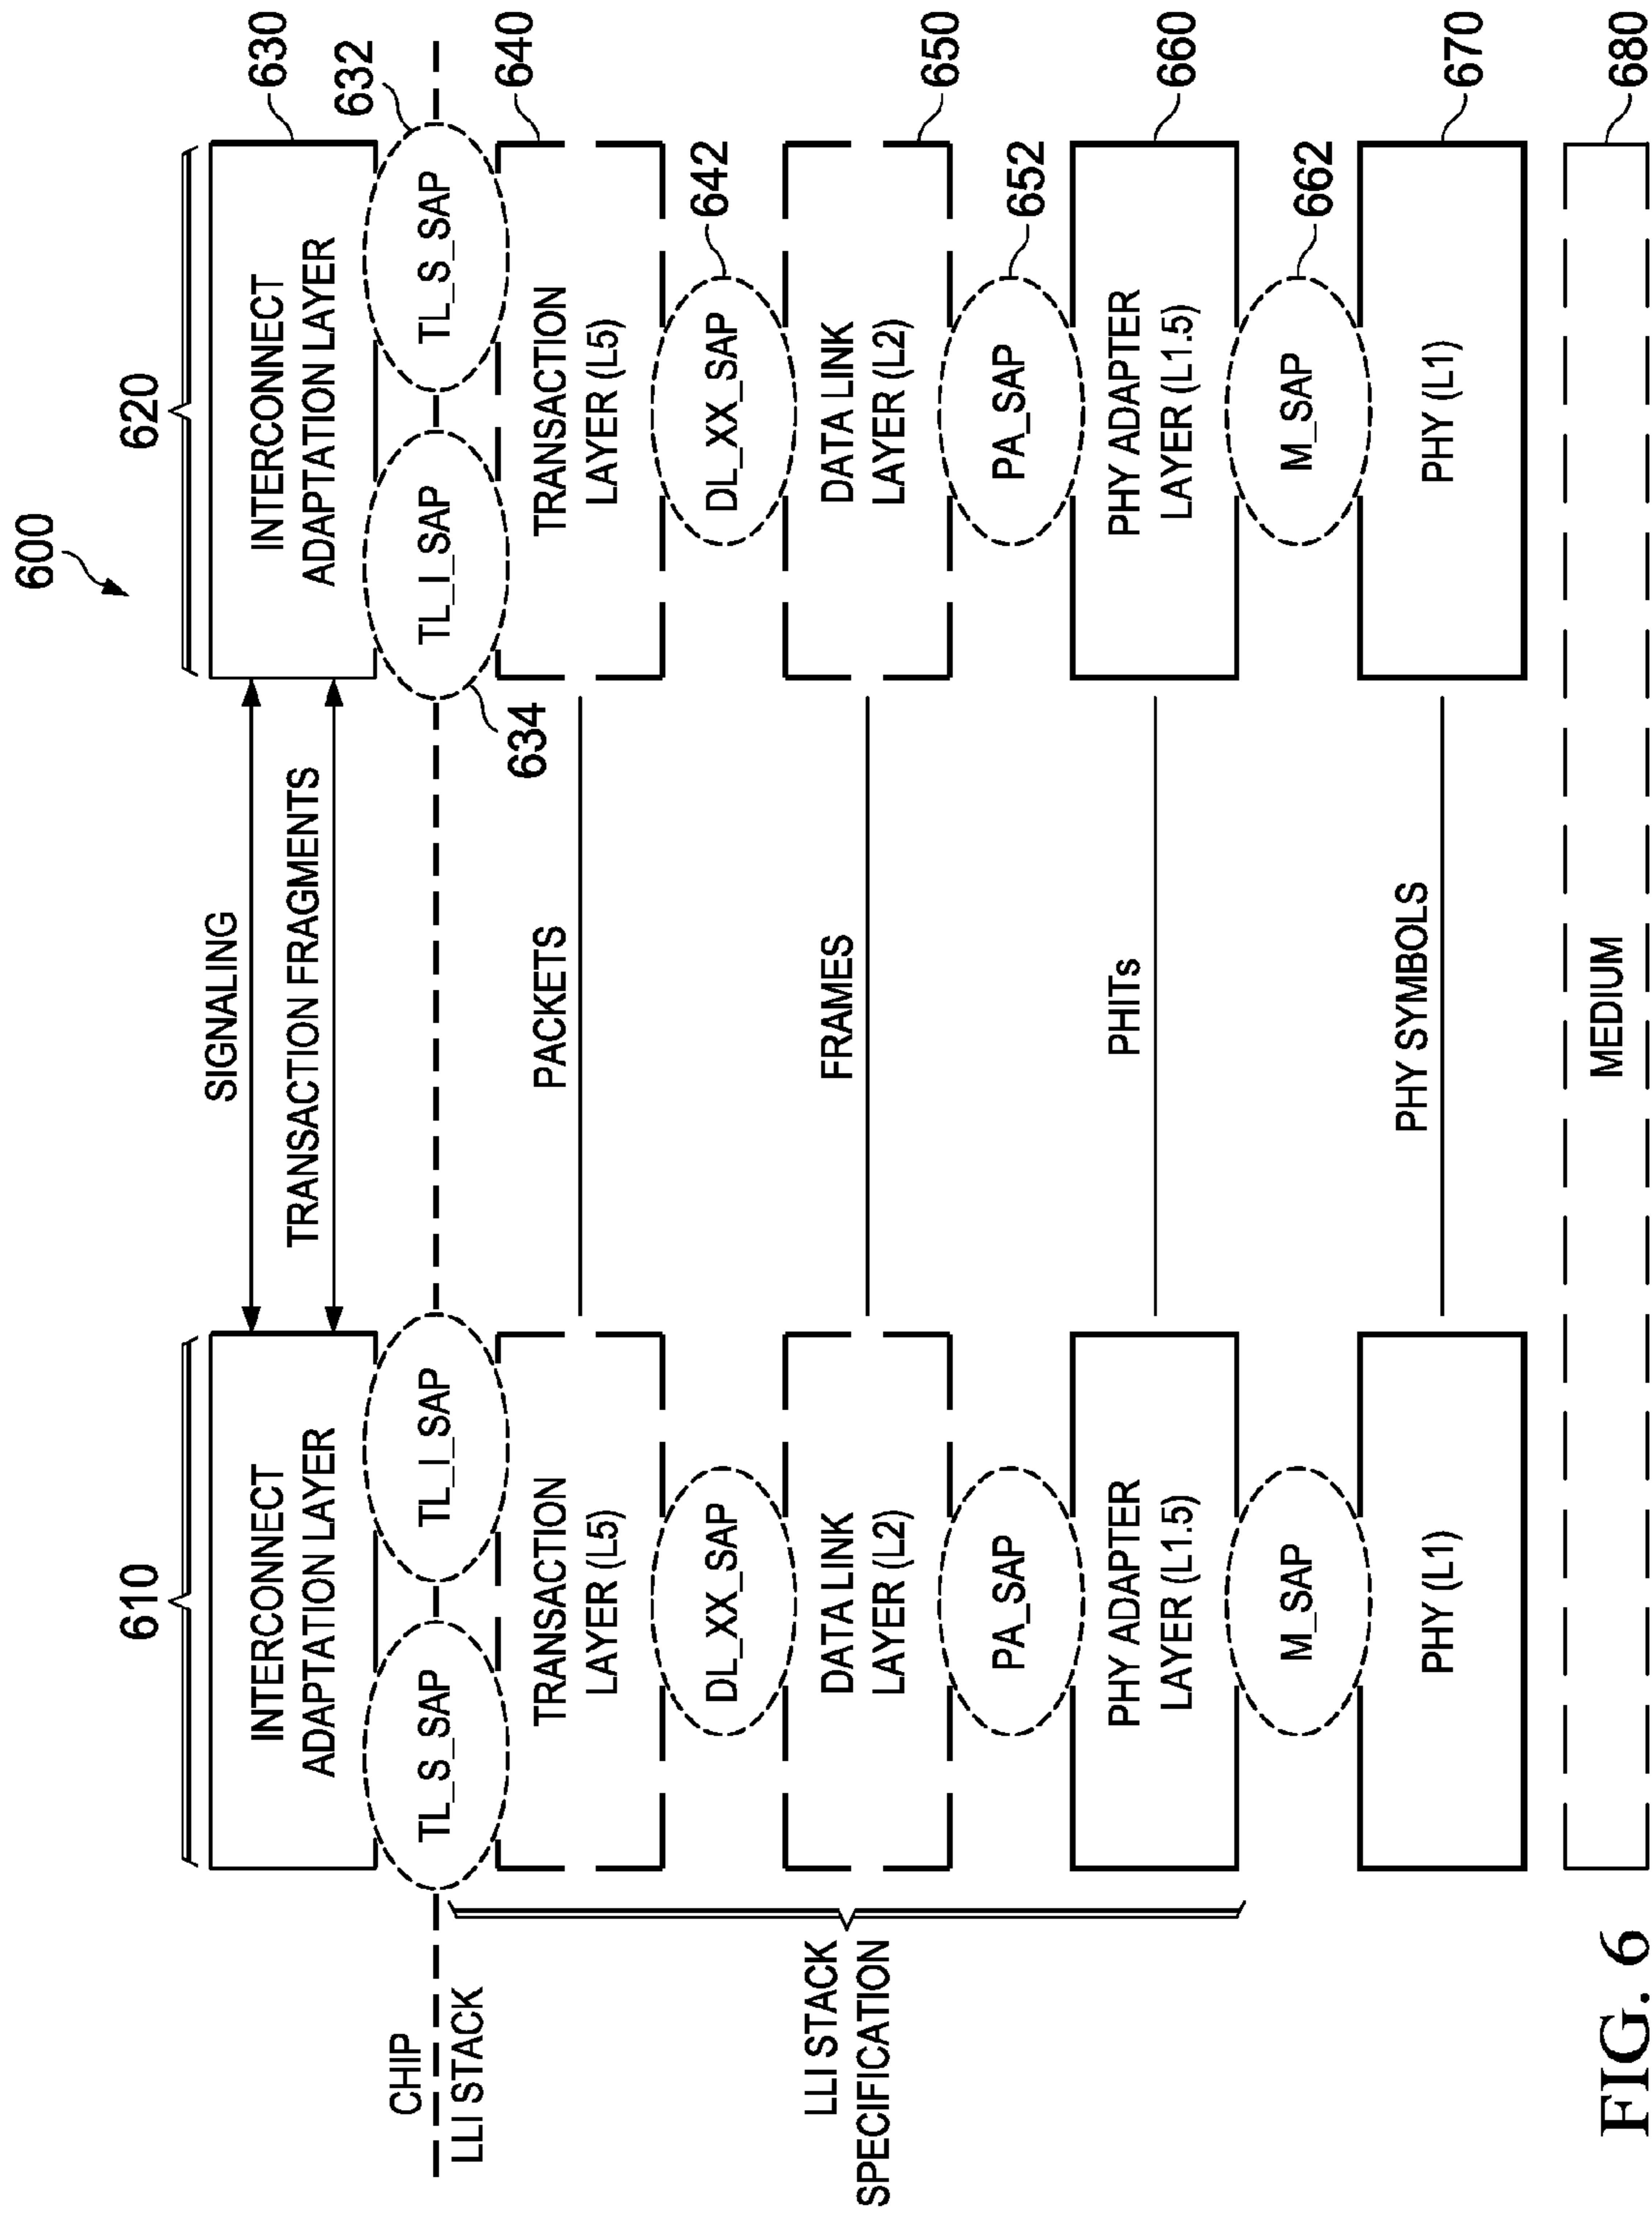 600
610
620
INTERCONNECT
ADAPTATION LAYER
SIGNALING
TRANSACTION FRAGMENTS
INTERCONNECT
ADAPTATION LAYER
630
632
CHIP
LLI STACK
TL_S_SAP
TL_I_SAP
TL_I_SAP
TL_S_SAP
634
640
TRANSACTION
LAYER (L5)
PACKETS
TRANSACTION
LAYER (L5)
DL_XX_SAP
DL_XX_SAP
642
LLI STACK
SPECIFICATION
DATA LINK
LAYER (L2)
FRAMES
DATA LINK
LAYER (L2)
650
PA_SAP
PA_SAP
652
PHY ADAPTER
LAYER (L1.5)
PHITs
PHY ADAPTER
LAYER (L1.5)
660
M_SAP
M_SAP
662
PHY (L1)
PHY SYMBOLS
PHY (L1)
670
MEDIUM
680
FIG. 6